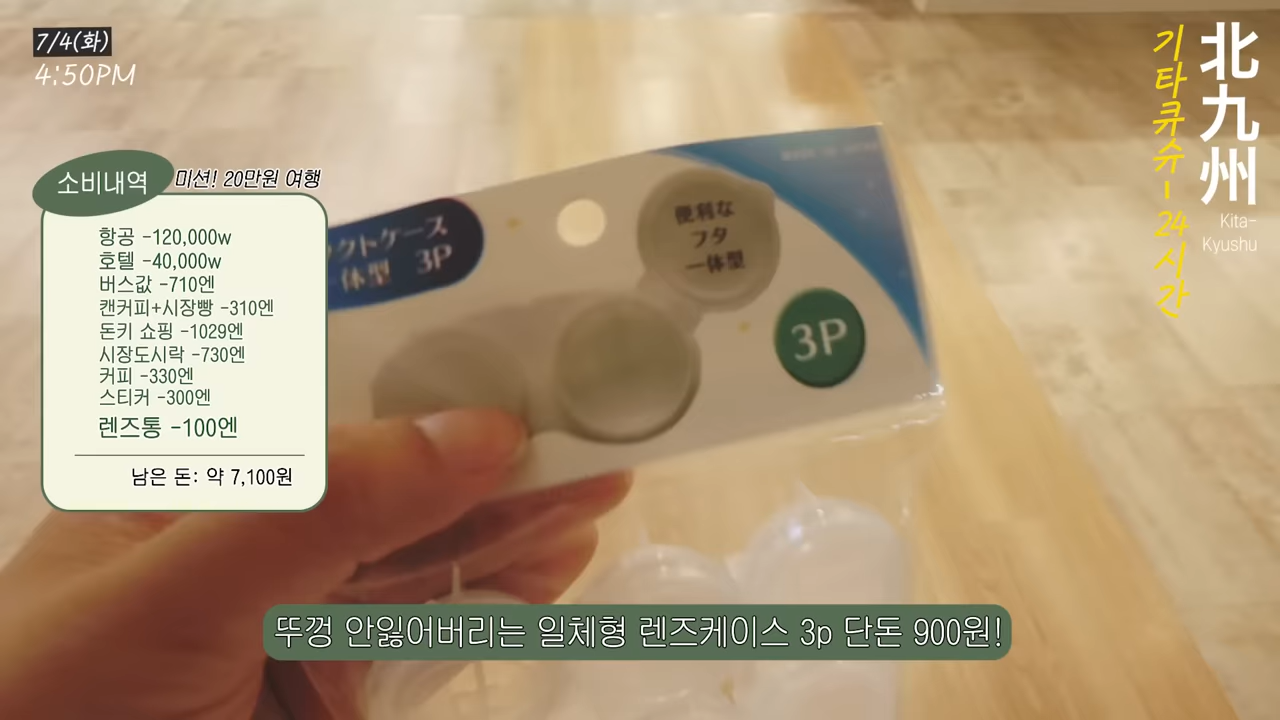 7/4(화)
4:50PM
소비내역
미션! 20만원 여행
항공 -120,000w
호텔 -40,000w
버스값 -710엔
캔커피+시장빵 -310엔
돈키 쇼핑 -1029엔
시장도시락 -730엔
커피 -330엔
스티커 -300엔
렌즈통 -100엔
남은 돈: 약 7,100원
クトケース
体型 3P
便利な
フタ
一体型
3P
北九州
Kita-
Kyushu
기타큐슈-24시간
뚜껑 안잃어버리는 일체형 렌즈케이스 3p 단돈 900원!